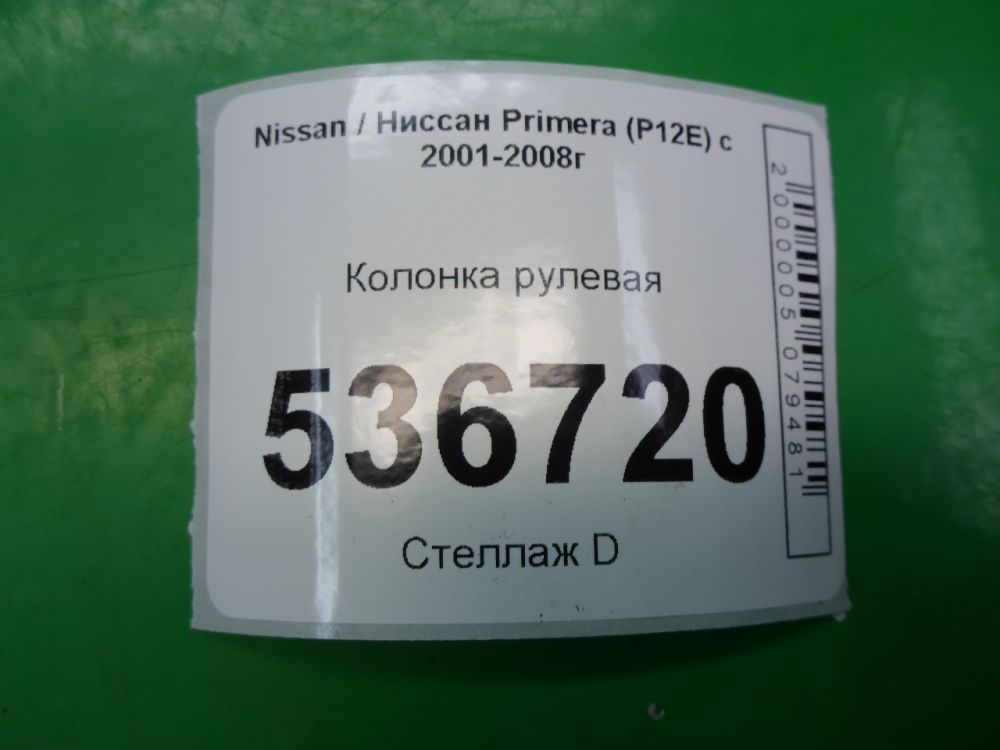 Nissan / Ниссан Primera (P12E) с
2001-2008г
Колонка рулевая
536720
Стеллаж D
2000005079481